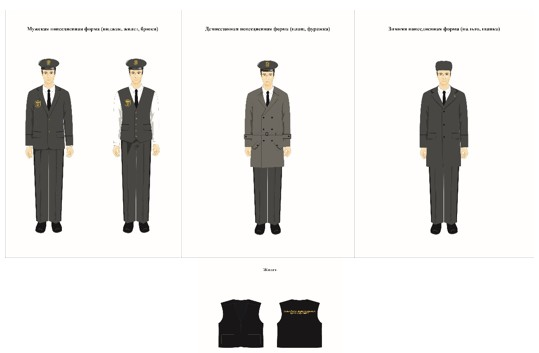 Мужская повседневная форма (пиджак, жилет, брюки)
Демисезонная повседневная форма (плащ, фуражка)
Зимняя повседневная форма (пальто, шапка)
Жилет